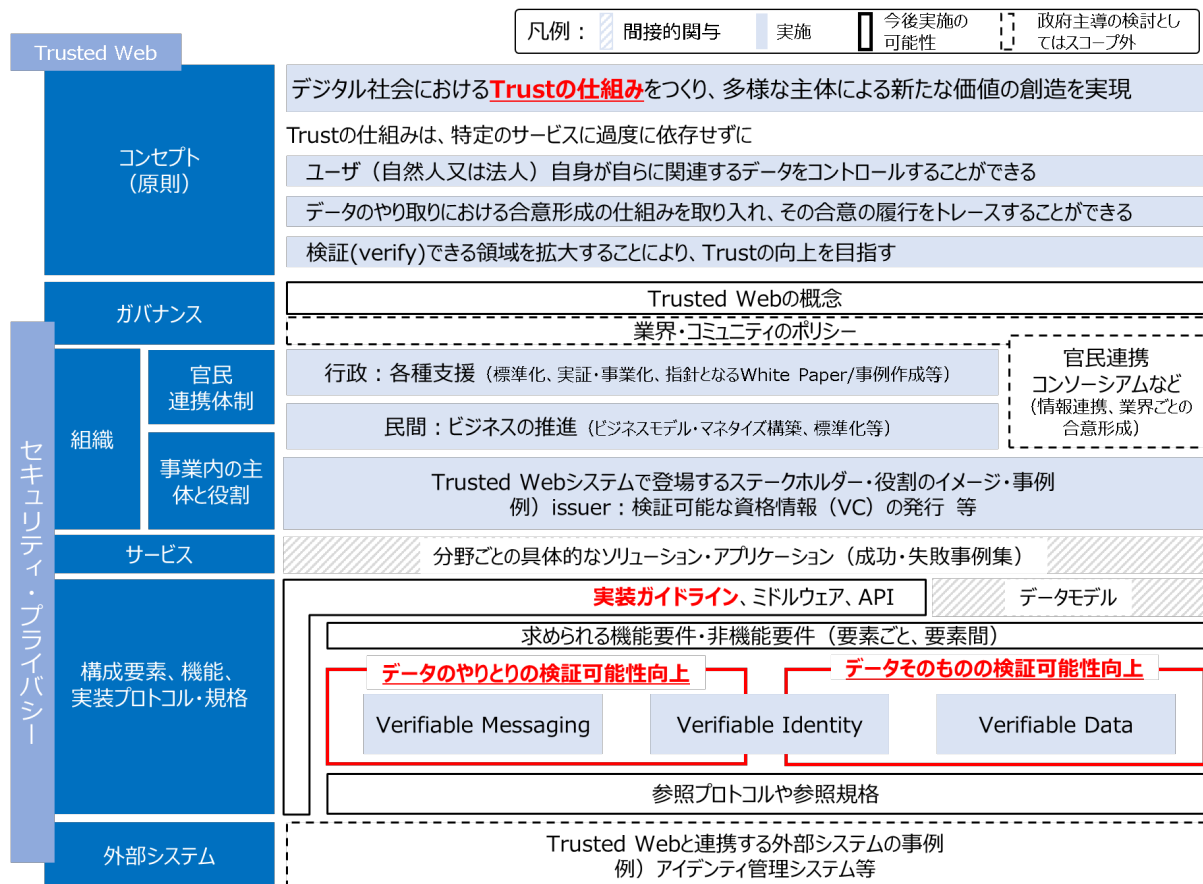 凡例： 間接的関与 実施 今後実施の可能性 政府主導の検討としてはスコープ外
Trusted Web
コンセプト
（原則）
デジタル社会におけるTrustの仕組みをつくり、多様な主体による新たな価値の創造を実現
Trustの仕組みは、特定のサービスに過度に依存せずに
ユーザ（自然人又は法人）自身が自らに関連するデータをコントロールすることができる
データのやり取りにおける合意形成の仕組みを取り入れ、その合意の履行をトレースすることができる
検証(verify)できる領域を拡大することにより、Trustの向上を目指す
セキュリティ・プライバシー
ガバナンス
Trusted Webの概念
業界・コミュニティのポリシー
組織
官民
連携体制
行政：各種支援（標準化、実証・事業化、指針となるWhite Paper/事例作成等）
民間：ビジネスの推進（ビジネスモデル・マネタイズ構築、標準化等）
官民連携
コンソーシアムなど
（情報連携、業界ごとの
合意形成）
事業内の主
体と役割
Trusted Webシステムで登場するステークホルダー・役割のイメージ・事例
例）issuer：検証可能な資格情報（VC）の発行 等
サービス
分野ごとの具体的なソリューション・アプリケーション（成功・失敗事例集）
構成要素、機能、
実装プロトコル・規格
実装ガイドライン、ミドルウェア、API
データモデル
求められる機能要件・非機能要件（要素ごと、要素間）
データのやりとりの検証可能性向上
データそのものの検証可能性向上
Verifiable Messaging
Verifiable Identity
Verifiable Data
参照プロトコルや参照規格
外部システム
Trusted Webと連携する外部システムの事例
例）アイデンティ管理システム等